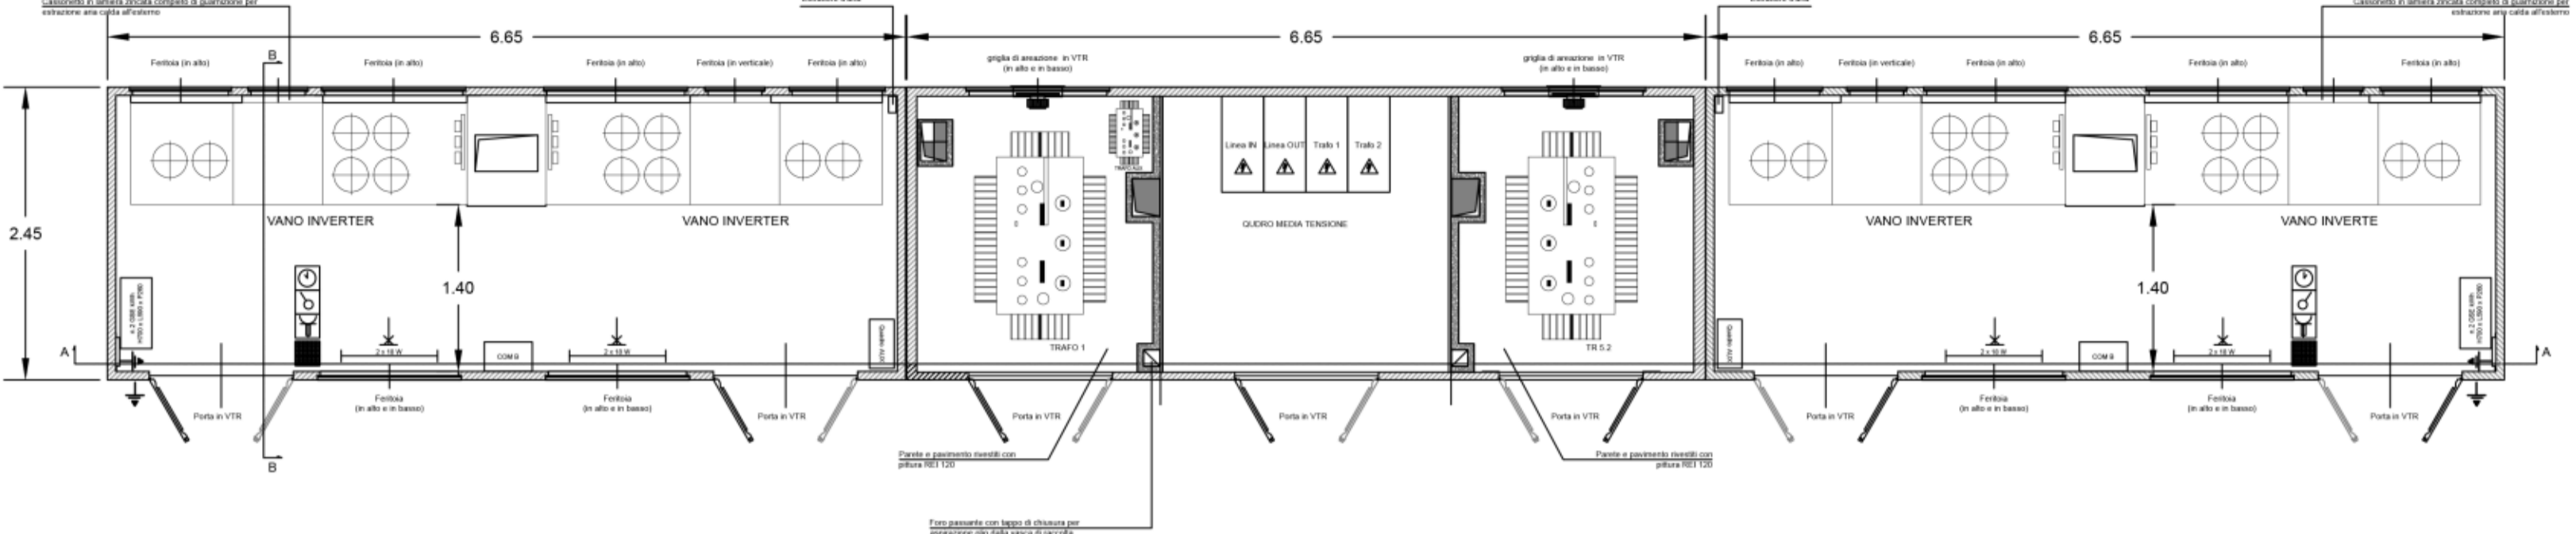 Cassonetto in lamiera zincata completo di guarnizione per
estrazione aria calda all'esterno
Cassonetto in lamiera zincata completo di guarnizione per
estrazione aria calda all'esterno
6.65
6.65
6.65
B
Feritoia (in alto)
Feritoia (in alto)
Feritoia (in alto)
Feritoia (in verticale)
Feritoia (in alto)
griglia di areazione in VTR
(in alto e in basso)
griglia di areazione in VTR
(in alto e in basso)
Feritoia (in alto)
Feritoia (in verticale)
Feritoia (in alto)
Feritoia (in alto)
Feritoia (in alto)
Linea IN
Linea OUT
Trafo 1
Trafo 2
VANO INVERTER
VANO INVERTER
QUDRO MEDIA TENSIONE
VANO INVERTER
VANO INVERTE
2.45
1.40
1.40
A
2 x 18 W
COM B
2 x 18 W
Quadro AUX
TRAFO 1
TR 5.2
Quadro AUX
2 x 18 W
COM B
2 x 18 W
A
Porta in VTR
Feritoia
(in alto e in basso)
Feritoia
(in alto e in basso)
Porta in VTR
Porta in VTR
Porta in VTR
Porta in VTR
Porta in VTR
Feritoia
(in alto e in basso)
Feritoia
(in alto e in basso)
Porta in VTR
B
Parete e pavimento rivestiti con
pittura REI 120
Parete e pavimento rivestiti con
pittura REI 120
Foro passante con tappo di chiusura per